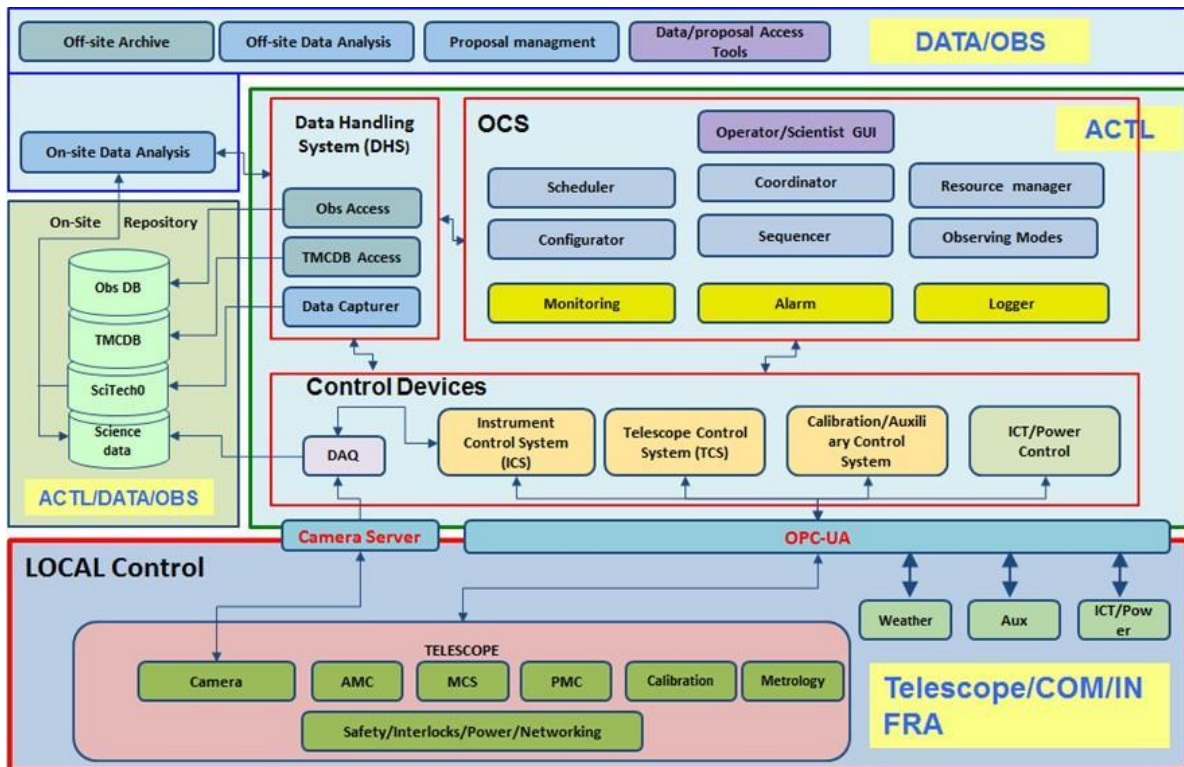 Off-site Archive
Off-site Data Analysis
Proposal managment
Data/proposal Access
Tools
DATA/OBS
On-site Data Analysis
Data Handling
System (DHS)
Obs Access
TMCDB Access
Data Capturer
OCS
Operator/Scientist GUI
ACTL
Scheduler
Coordinator
Resource manager
Configurator
Sequencer
Observing Modes
Monitoring
Alarm
Logger
On-Site Repository
Obs DB
TMCDB
SciTech0
Science
data
ACTL/DATA/OBS
Control Devices
DAQ
Instrument
Control System
(ICS)
Telescope Control
System (TCS)
Calibration/Auxili
ary Control
System
ICT/Power
Control
Camera Server
OPC-UA
LOCAL Control
Weather
Aux
ICT/Pow
er
TELESCOPE
Camera
AMC
MCS
PMC
Calibration
Metrology
Safety/Interlocks/Power/Networking
Telescope/COM/IN
FRA